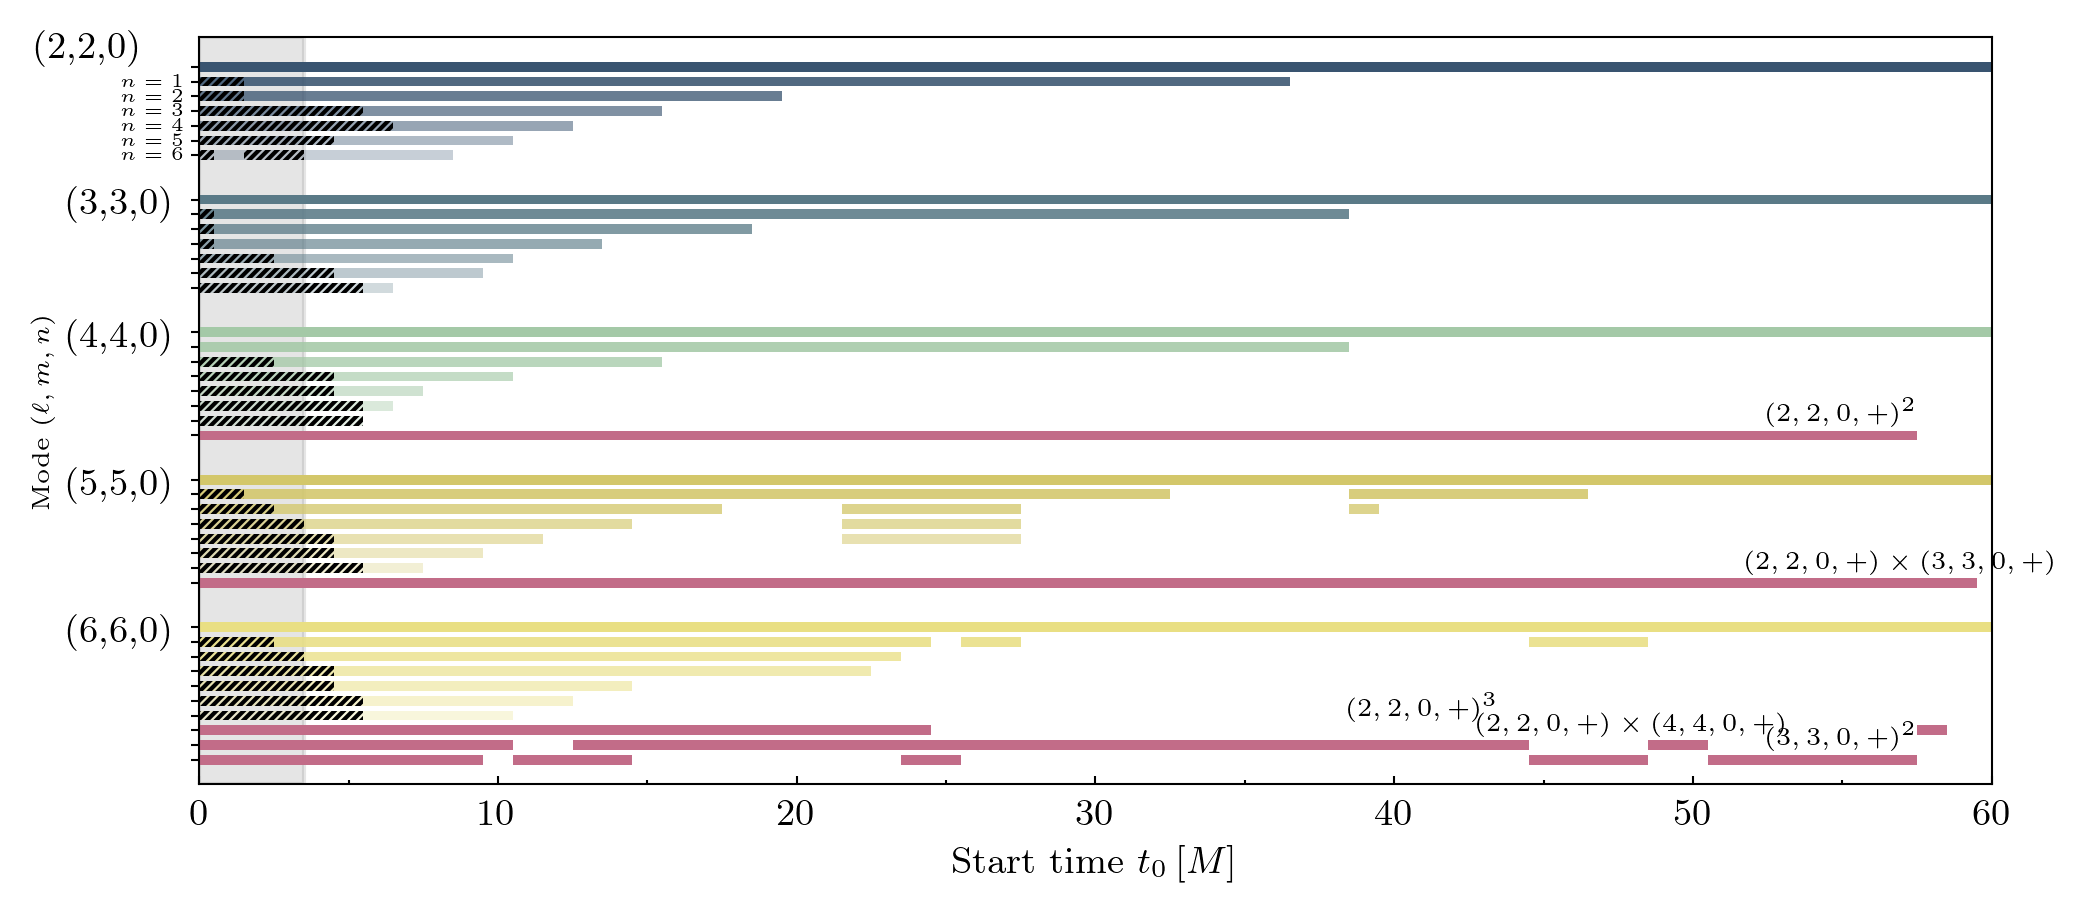 (2,2,0)
n = 1
n = 2
n = 3
n = 4
n = 5
n = 6
(3,3,0)
(4,4,0)
(2, 2, 0, +)²
(5,5,0)
(2, 2, 0, +) × (3, 3, 0, +)
(6,6,0)
(2, 2, 0, +)³
(2, 2, 0, +) × (4, 4, 0, +)
(3, 3, 0, +)²
Mode (ℓ, m, n)
0 10 20 30 40 50 60
Start time t₀ [M]